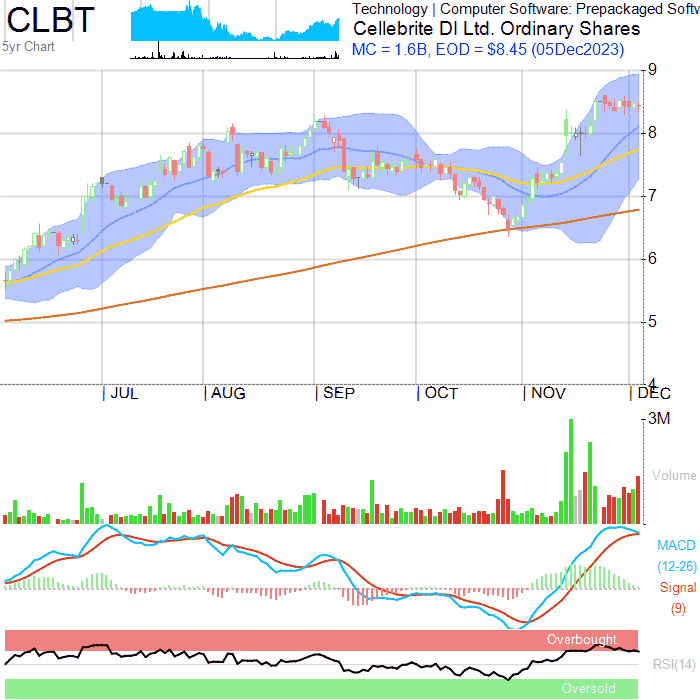 CLBT
5yr Chart
Technology | Computer Software: Prepackaged Softw
Cellebrite DI Ltd. Ordinary Shares
MC = 1.6B, EOD = $8.45 (05Dec2023)
9
8
7
6
5
4
JUL AUG SEP OCT NOV DEC
3M
Volume
MACD
(12-26)
Signal
(9)
Overbought
RSI(14)
Oversold